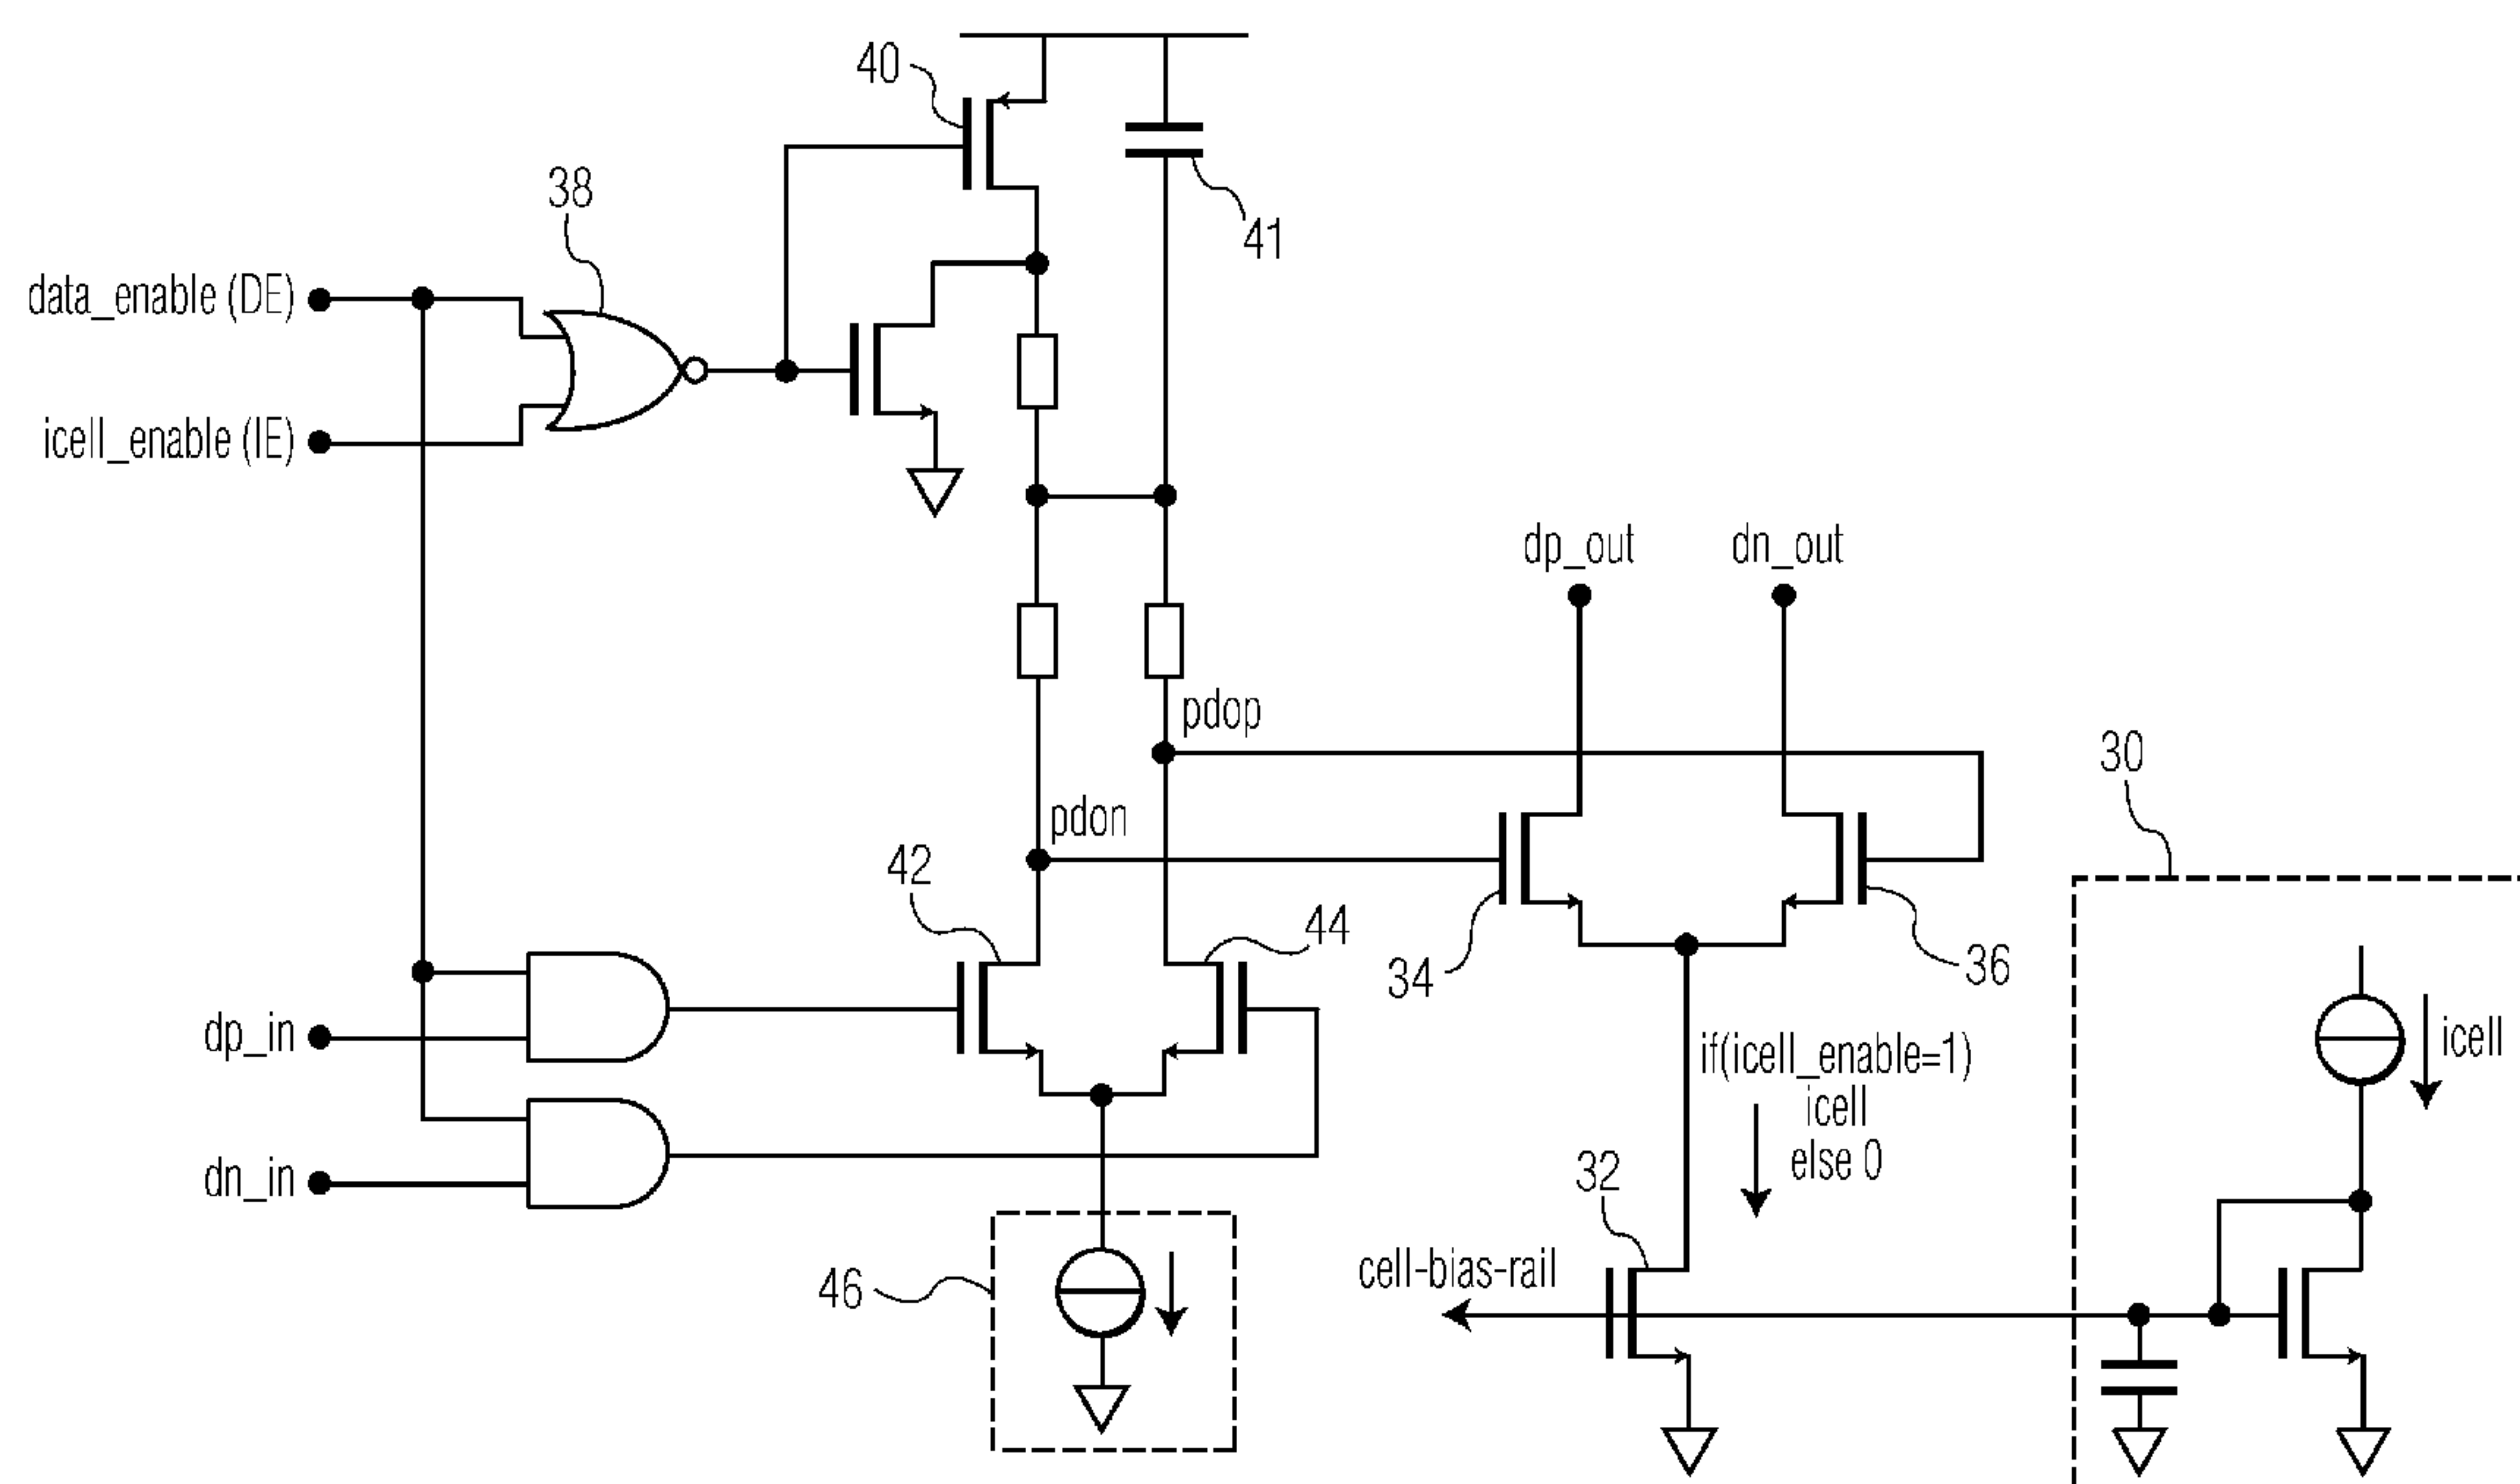 40
38
41
data_enable (DE)
icell_enable (IE)
dp_out
dn_out
pdop
30
pdon
42
44
34
36
dp_in
if(icell_enable=1)
icell
else 0
icell
dn_in
32
46
cell-bias-rail